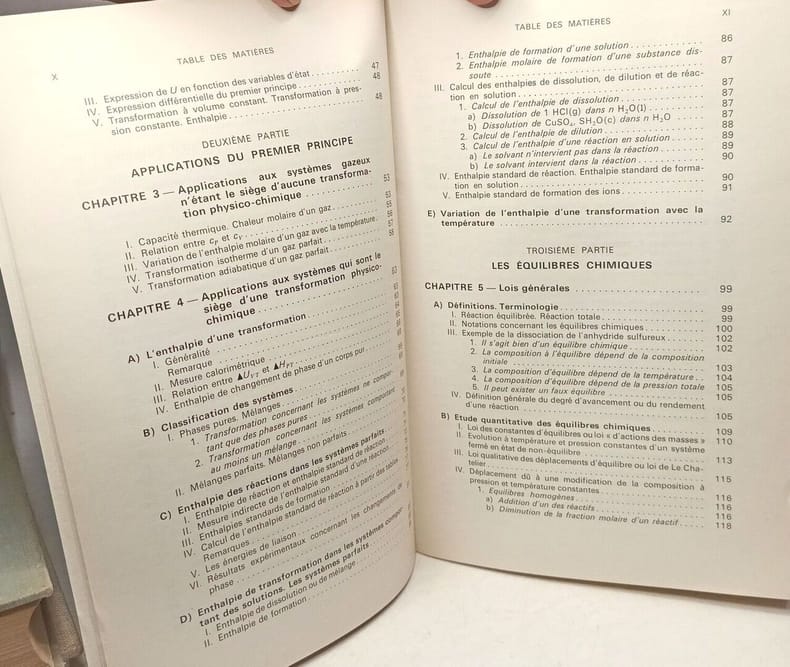 X
TABLE DES MATIÈRES
III. Expression de U en fonction des variables d'état . . . . . . . . . . 47
IV. Expression différentielle du premier principe . . . . . . . . . . . . . 48
V. Transformation à volume constant. Transformation à pres-
sion constante. Enthalpie . . . . . . . . . . . . . . . . . . . . . . . 48
DEUXIÈME PARTIE
APPLICATIONS DU PREMIER PRINCIPE
CHAPITRE 3 — Applications aux systèmes gazeux
n'étant le siège d'aucune transforma-
tion physico-chimique . . . . . . . . . . . . 53
I. Capacité thermique. Chaleur molaire d'un gaz . . . . . . . . . 53
II. Relation entre cP et cV . . . . . . . . . . . . . . . . . . . . 55
III. Variation de l'enthalpie molaire d'un gaz avec la température.
IV. Transformation isotherme d'un gaz parfait . . . . . . . . . .
V. Transformation adiabatique d'un gaz parfait . . . . . . . . .
CHAPITRE 4 — Applications aux systèmes qui sont le
siège d'une transformation physico-
chimique . . . . . . . . . . . . . . . . . . .
A) L'enthalpie d'une transformation . . . . . . . . . . . .
I. Généralité . . . . . . . . . . . . . . . . . . . . . . .
Remarque . . . . . . . . . . . . . . . . . . . . . . . .
II. Mesure calorimétrique . . . . . . . . . . . . . . . . .
III. Relation entre ΔUVT et ΔHPT . . . . . . . . . . . . . .
IV. Enthalpie de changement de phase d'un corps pur . . . .
B) Classification des systèmes . . . . . . . . . . . . . . .
I. Phases pures. Mélanges . . . . . . . . . . . . . . . . .
1. Transformation concernant les systèmes ne compor-
tant que des phases pures . . . . . . . . . . . . . . . .
2. Transformation concernant les systèmes comportant
au moins un mélange . . . . . . . . . . . . . . . . . . .
II. Mélanges parfaits. Mélanges non parfaits . . . . . . . .
C) Enthalpie des réactions dans les systèmes parfaits
I. Enthalpie de réaction et enthalpie standard de réaction
II. Mesure indirecte de l'enthalpie standard d'une réaction
III. Enthalpies standards de formation . . . . . . . . . . .
IV. Calcul de l'enthalpie standard de réaction à partir des tables
Remarques . . . . . . . . . . . . . . . . . . . . . . .
V. Les énergies de liaison . . . . . . . . . . . . . . . . .
VI. Résultats expérimentaux concernant les changements de
phase . . . . . . . . . . . . . . . . . . . . . . . . . .
D) Enthalpie de transformation dans les systèmes compor-
tant des solutions. Les systèmes parfaits . . . . . . . .
I. Enthalpie de dissolution ou de mélange . . . . . . . . .
II. Enthalpie de formation . . . . . . . . . . . . . . . . .
TABLE DES MATIÈRES
XI
1. Enthalpie de formation d'une solution . . . . . . . . . . 86
2. Enthalpie molaire de formation d'une substance dis-
soute . . . . . . . . . . . . . . . . . . . . . . . . . . 87
III. Calcul des enthalpies de dissolution, de dilution et de réac-
tion en solution . . . . . . . . . . . . . . . . . . . . . 87
1. Calcul de l'enthalpie de dissolution . . . . . . . . . . 87
a) Dissolution de 1 HCl(g) dans n H2O(1) . . . . . . . . . 87
b) Dissolution de CuSO4, 5H2O(c) dans n H2O . . . . . . . 87
2. Calcul de l'enthalpie de dilution . . . . . . . . . . . . 88
3. Calcul de l'enthalpie d'une réaction en solution . . . . 89
a) Le solvant n'intervient pas dans la réaction . . . . . . 89
b) Le solvant intervient dans la réaction . . . . . . . . . 90
IV. Enthalpie standard de réaction. Enthalpie standard de forma-
tion en solution . . . . . . . . . . . . . . . . . . . . . 90
V. Enthalpie standard de formation des ions . . . . . . . . . 91
E) Variation de l'enthalpie d'une transformation avec la
température . . . . . . . . . . . . . . . . . . . . . . . 92
TROISIÈME PARTIE
LES ÉQUILIBRES CHIMIQUES
CHAPITRE 5 — Lois générales . . . . . . . . . . . . . . . 99
A) Définitions. Terminologie . . . . . . . . . . . . . . . . 99
I. Réaction équilibrée. Réaction totale . . . . . . . . . . 99
II. Notations concernant les équilibres chimiques . . . . . . 100
III. Exemple de la dissociation de l'anhydride sulfureux . . . 102
1. Il s'agit bien d'un équilibre chimique . . . . . . . . . 102
2. La composition à l'équilibre dépend de la composition
initiale . . . . . . . . . . . . . . . . . . . . . . . . . 103
3. La composition d'équilibre dépend de la température . . . 104
4. La composition d'équilibre dépend de la pression totale 105
5. Il peut exister un faux équilibre . . . . . . . . . . . . 105
IV. Définition générale du degré d'avancement ou du rendement
d'une réaction . . . . . . . . . . . . . . . . . . . . . . 105
B) Etude quantitative des équilibres chimiques . . . . . . . 109
I. Loi des constantes d'équilibres ou loi « d'actions des masses » 110
II. Evolution à température et pression constantes d'un système
fermé en état de non-équilibre . . . . . . . . . . . . . . 113
III. Loi qualitative des déplacements d'équilibre ou loi de Le Cha-
telier . . . . . . . . . . . . . . . . . . . . . . . . . . 115
IV. Déplacement dû à une modification de la composition à
pression et température constantes . . . . . . . . . . . . 116
1. Equilibres homogènes . . . . . . . . . . . . . . . . . . 116
a) Addition d'un des réactifs . . . . . . . . . . . . . . . 116
b) Diminution de la fraction molaire d'un réactif . . . . . 118